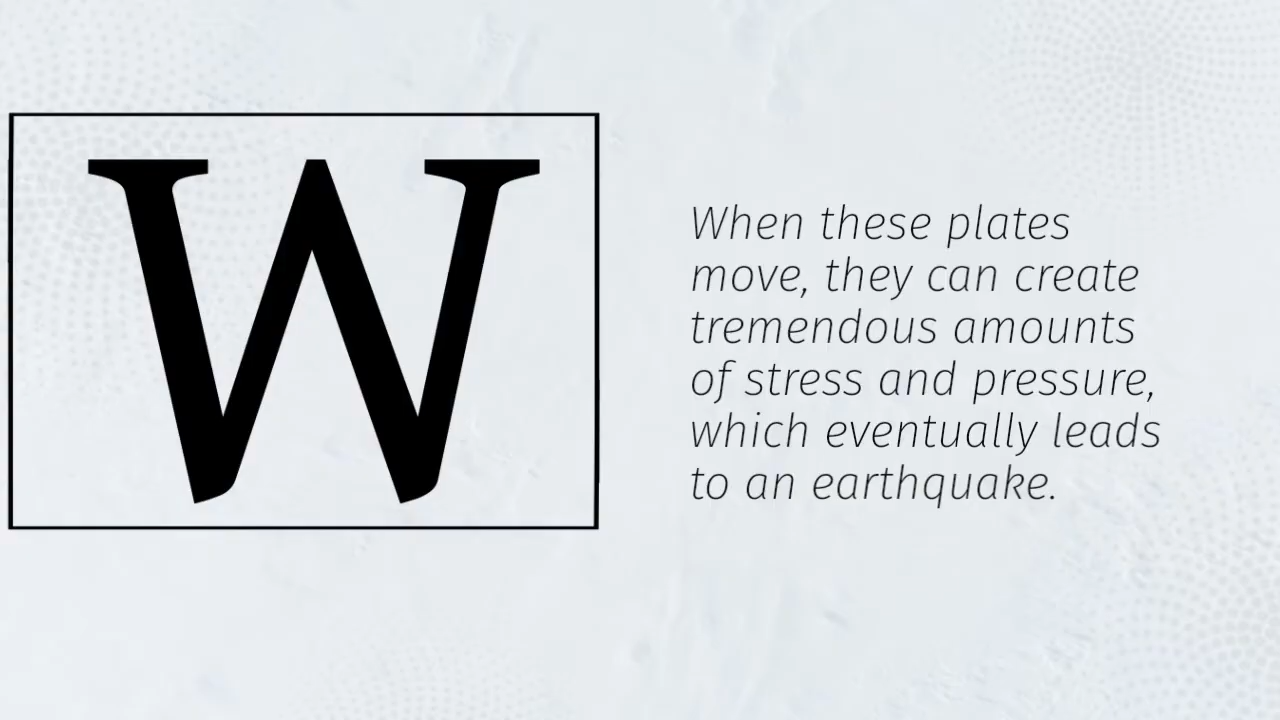 W
When these plates
move, they can create
tremendous amounts
of stress and pressure,
which eventually leads
to an earthquake.